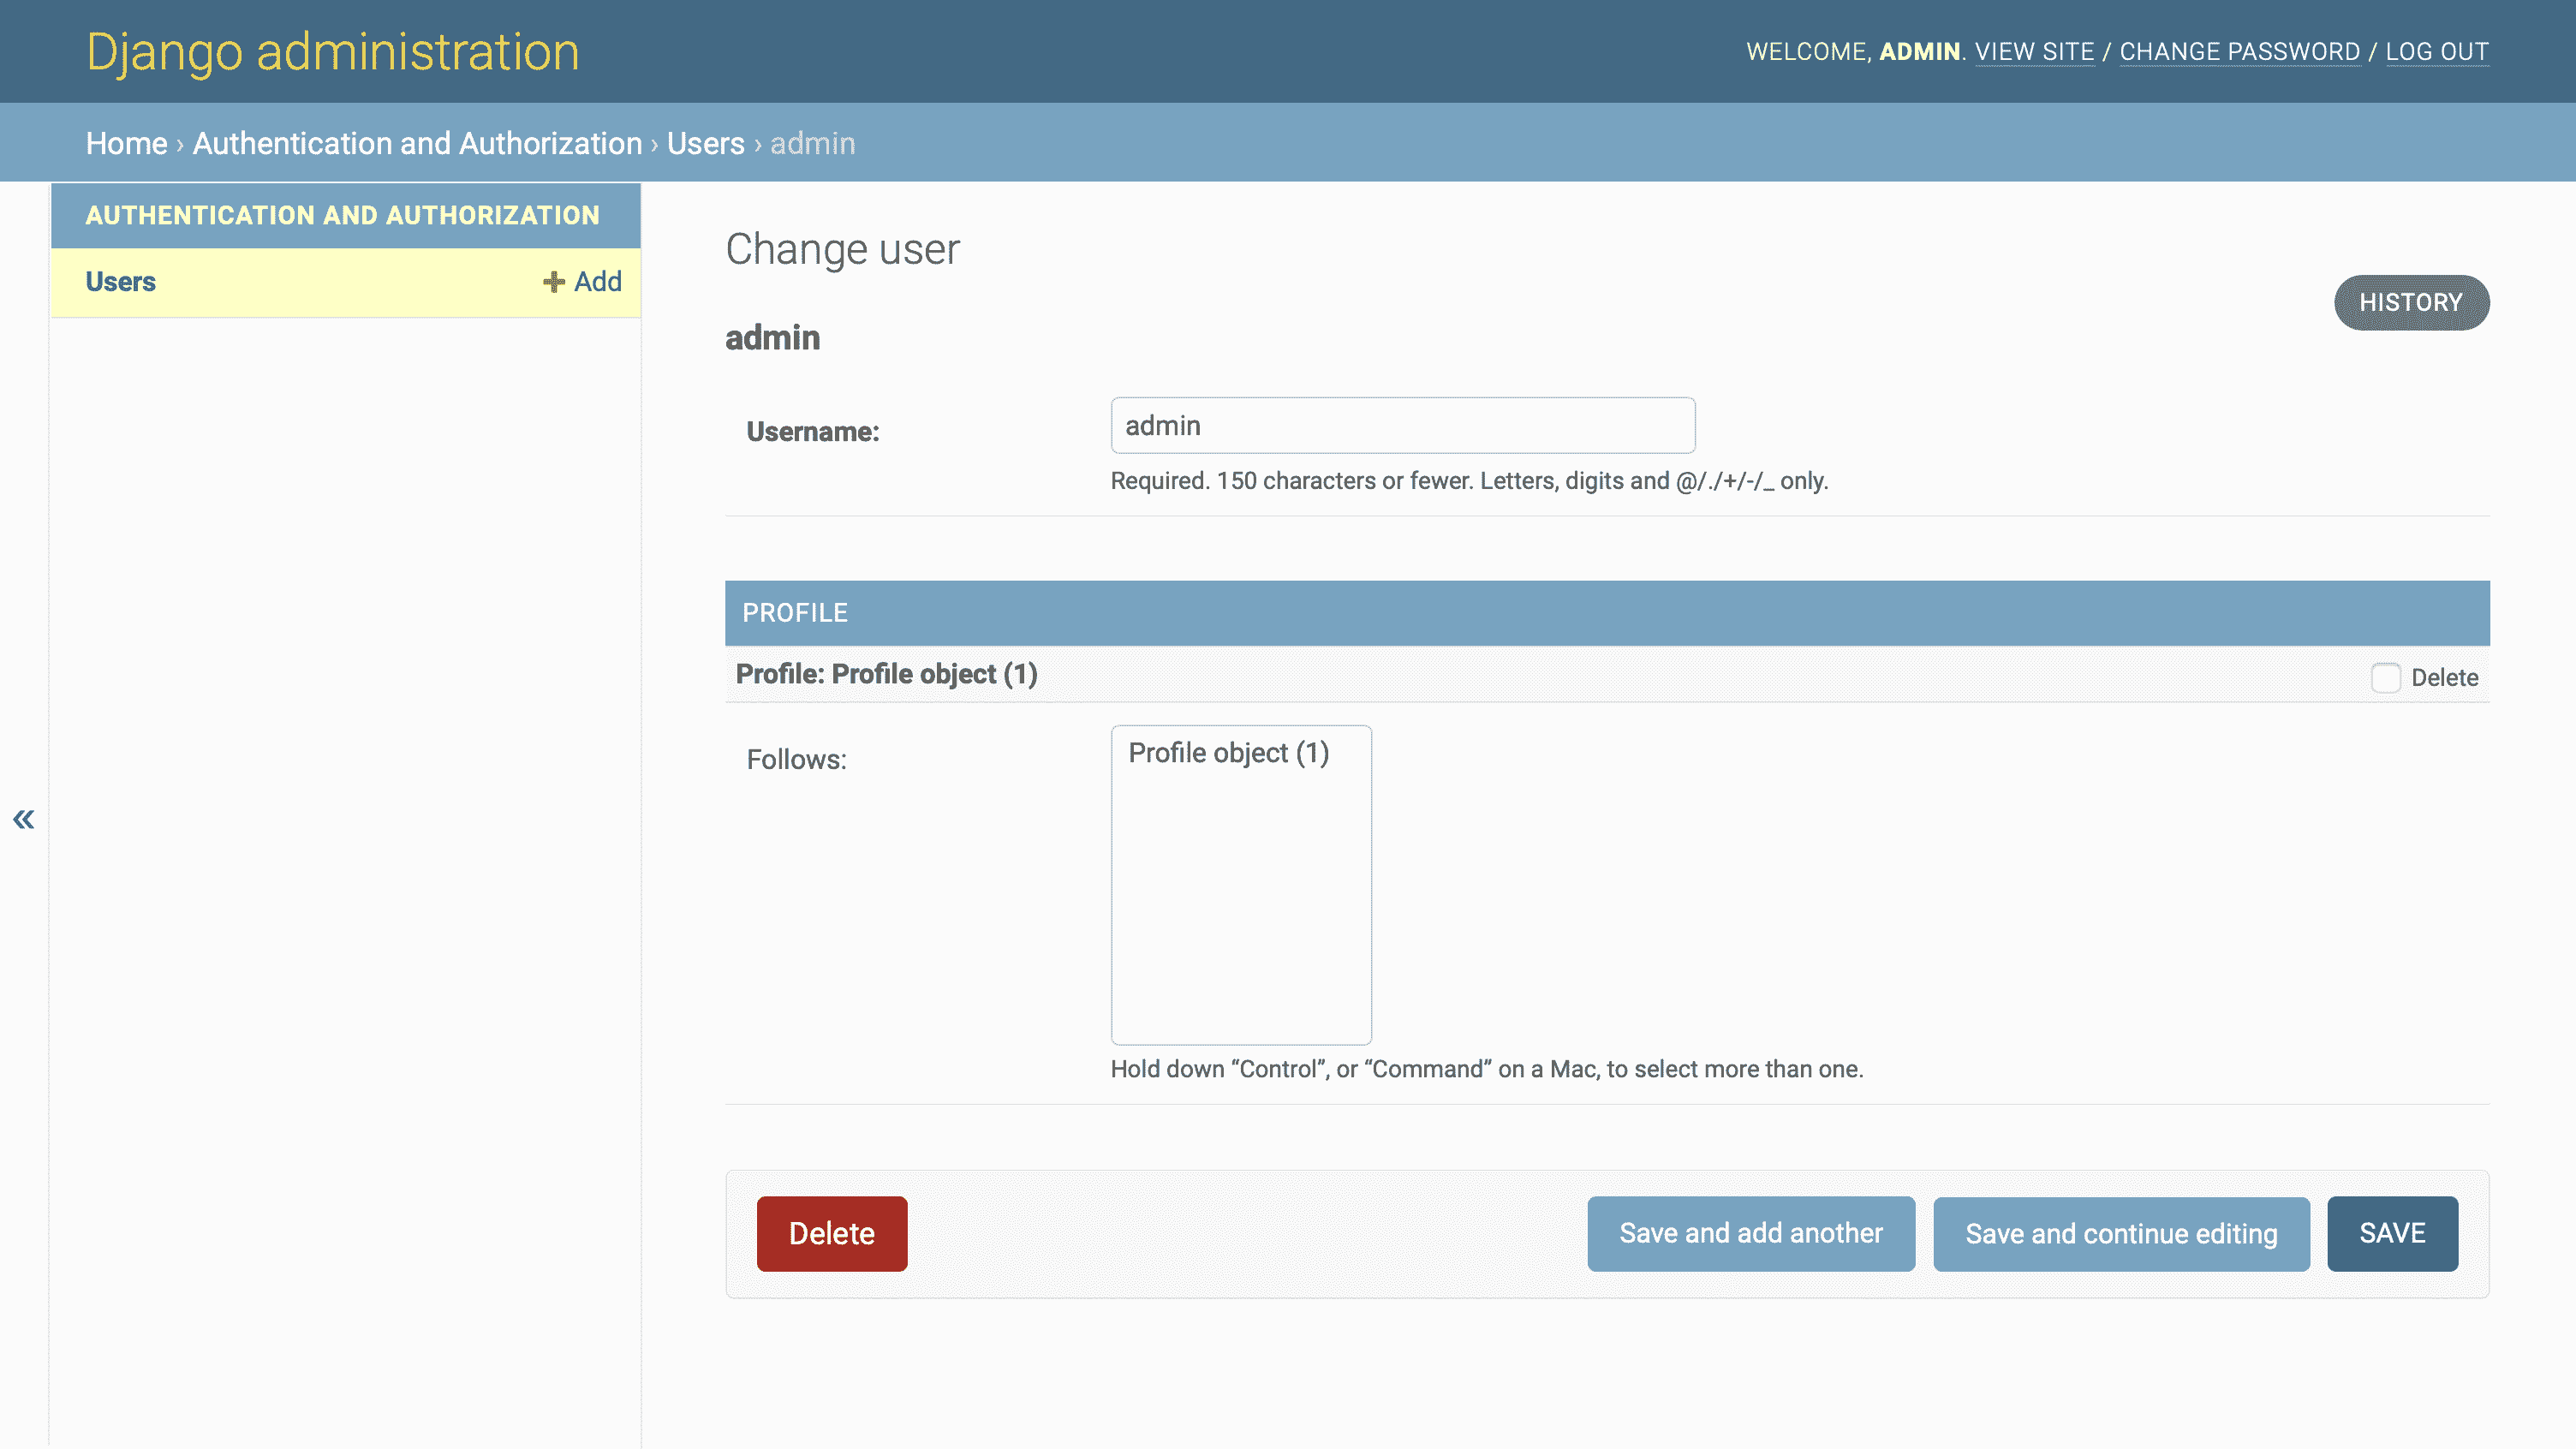 Django administration
WELCOME, ADMIN. VIEW SITE / CHANGE PASSWORD / LOG OUT
Home › Authentication and Authorization › Users › admin
AUTHENTICATION AND AUTHORIZATION
Users + Add
Change user
HISTORY
admin
Username: admin
Required. 150 characters or fewer. Letters, digits and @/./+/-/_ only.
PROFILE
Profile: Profile object (1) Delete
Follows: Profile object (1)
«
Hold down “Control”, or “Command” on a Mac, to select more than one.
Delete Save and add another Save and continue editing SAVE